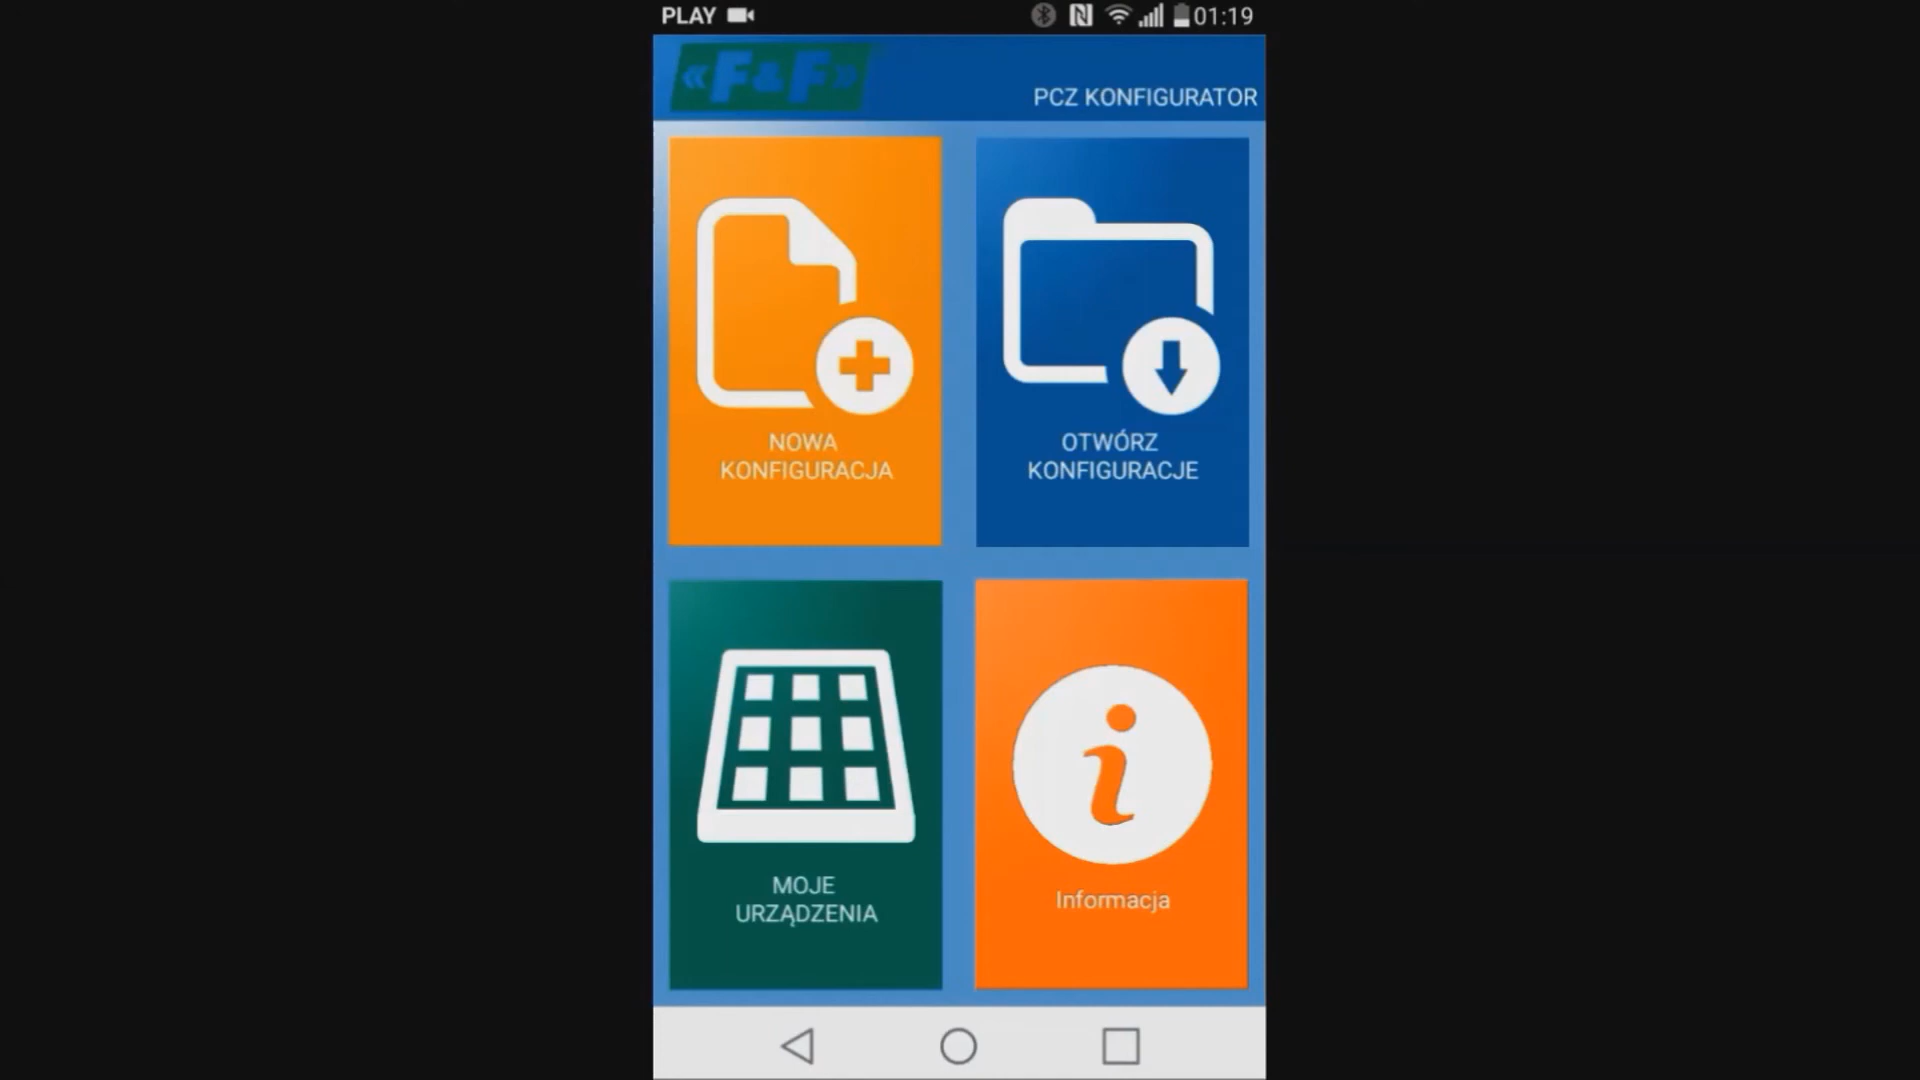 PLAY 01:19
«F&F»
PCZ KONFIGURATOR
NOWA
KONFIGURACJA
OTWÓRZ
KONFIGURACJE
MOJE
URZĄDZENIA
Informacja